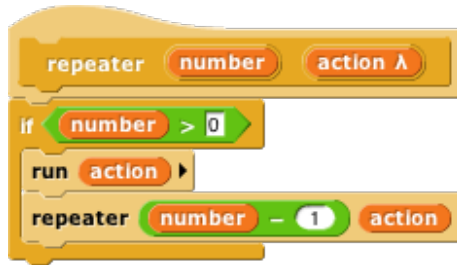 repeater number action λ
if number > 0
run action
repeater number - 1 action